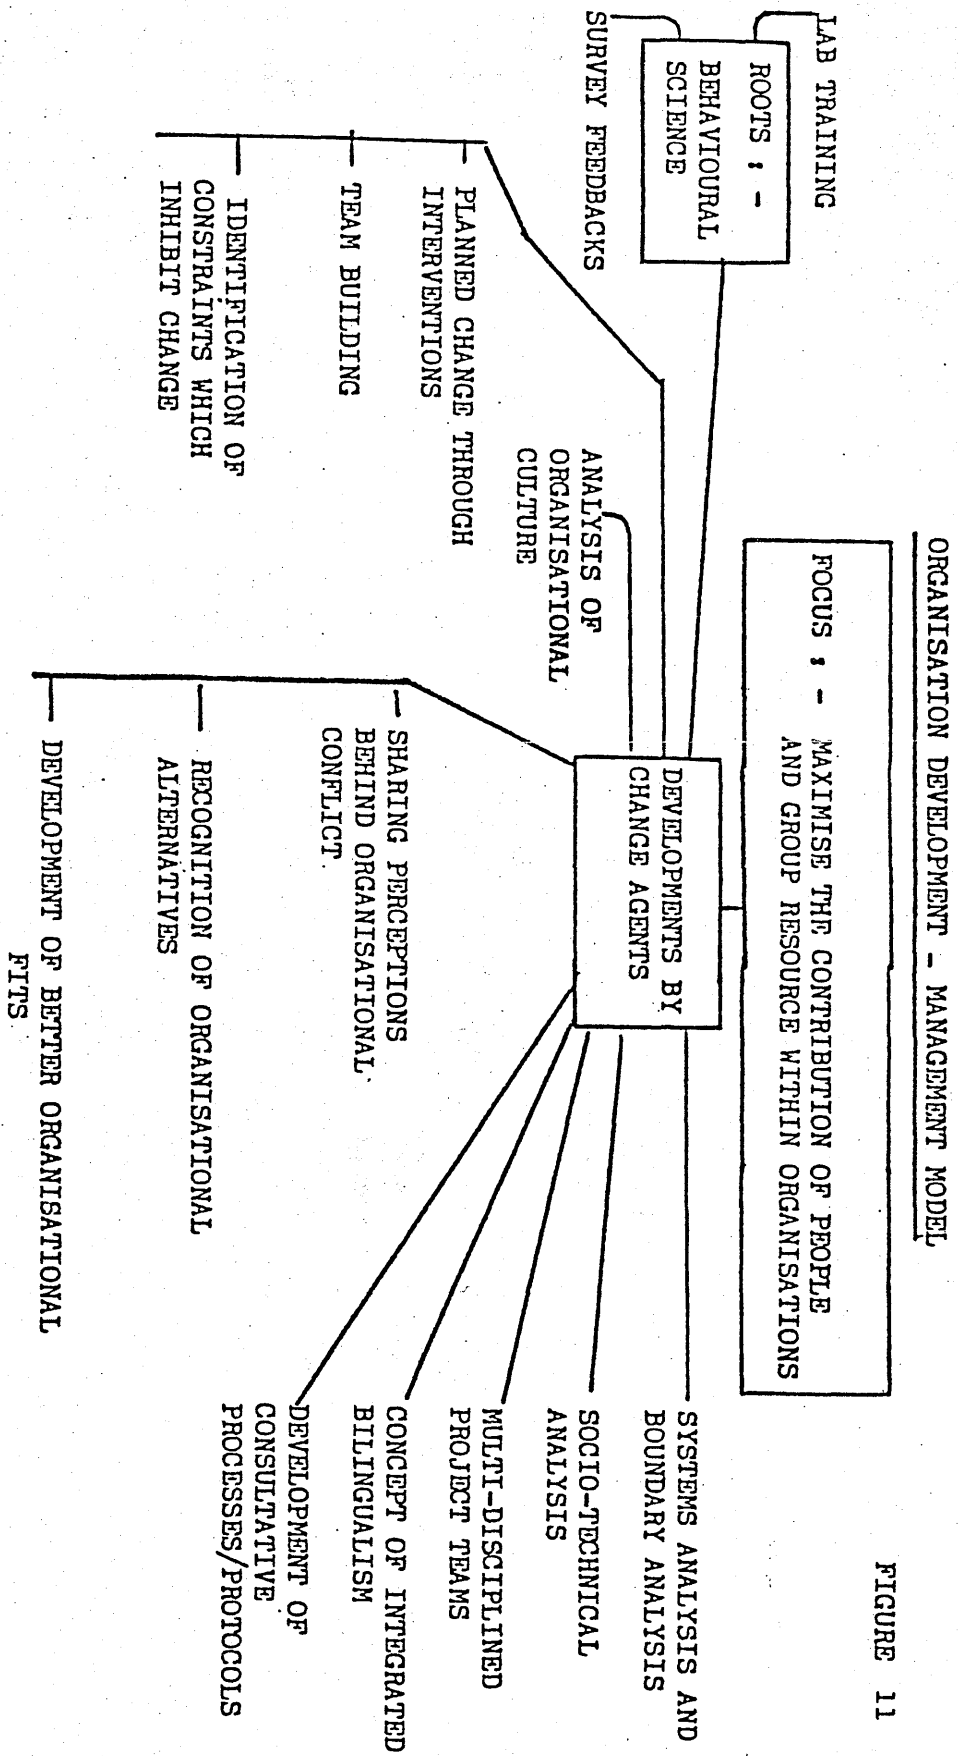 FIGURE 11
ORGANISATION DEVELOPMENT - MANAGEMENT MODEL
FOCUS : - MAXIMISE THE CONTRIBUTION OF PEOPLE
AND GROUP RESOURCE WITHIN ORGANISATIONS
LAB TRAINING
ROOTS : -
BEHAVIOURAL
SCIENCE
SURVEY FEEDBACKS
DEVELOPMENTS BY
CHANGE AGENTS
ANALYSIS OF
ORGANISATIONAL
CULTURE
PLANNED CHANGE THROUGH
INTERVENTIONS
TEAM BUILDING
IDENTIFICATION OF
CONSTRAINTS WHICH
INHIBIT CHANGE
SHARING PERCEPTIONS
BEHIND ORGANISATIONAL
CONFLICT
RECOGNITION OF ORGANISATIONAL
ALTERNATIVES
DEVELOPMENT OF BETTER ORGANISATIONAL
FITS
SYSTEMS ANALYSIS AND
BOUNDARY ANALYSIS
SOCIO-TECHNICAL
ANALYSIS
MULTI-DISCIPLINED
PROJECT TEAMS
CONCEPT OF INTEGRATED
BILINGUALISM
DEVELOPMENT OF
CONSULTATIVE
PROCESSES/PROTOCOLS